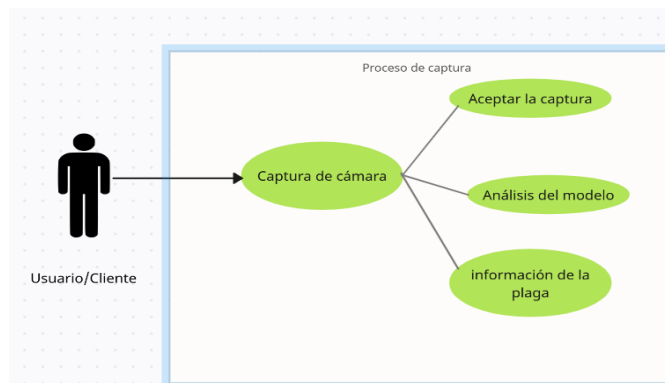 Proceso de captura
Aceptar la captura
Captura de cámara
Análisis del modelo
información de la
plaga
Usuario/Cliente